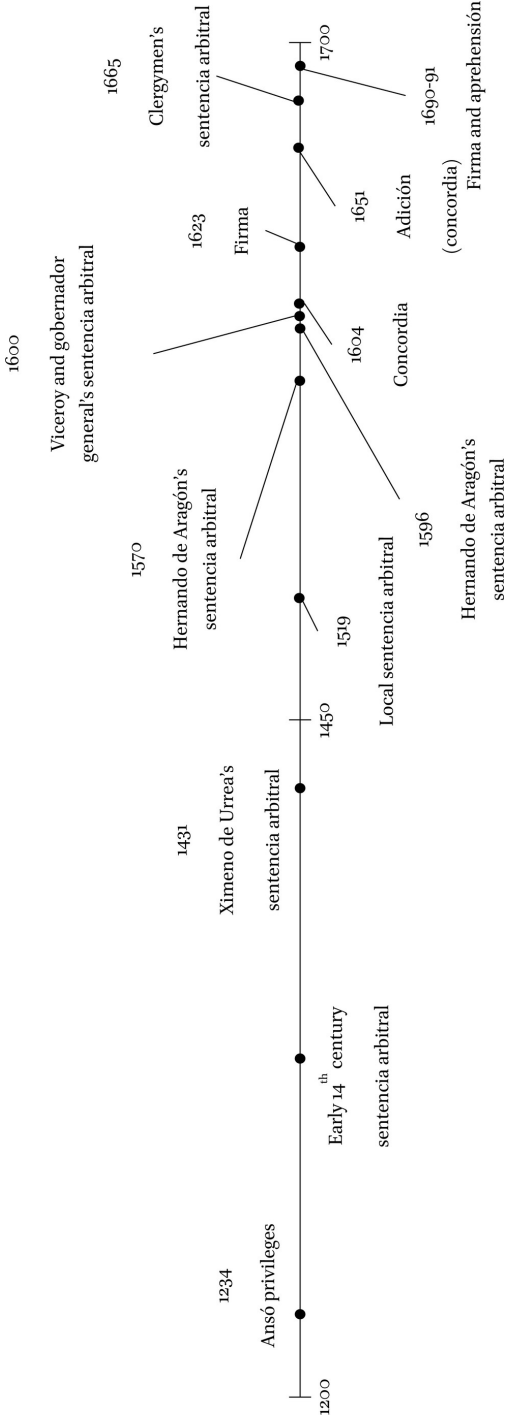 1234
Ansó privileges
Early 14th century
sentencia arbitral
1431
Ximeno de Urrea's
sentencia arbitral
1519
Local sentencia arbitral
1570
Hernando de Aragón's
sentencia arbitral
1596
Hernando de Aragón's
sentencia arbitral
1600
Viceroy and gobernador
general's sentencia arbitral
1604
Concordia
1623
Firma
1651
Adición
(concordia)
1665
Clergymen's
sentencia arbitral
1690-91
Firma and aprehensión
1200
1450
1700